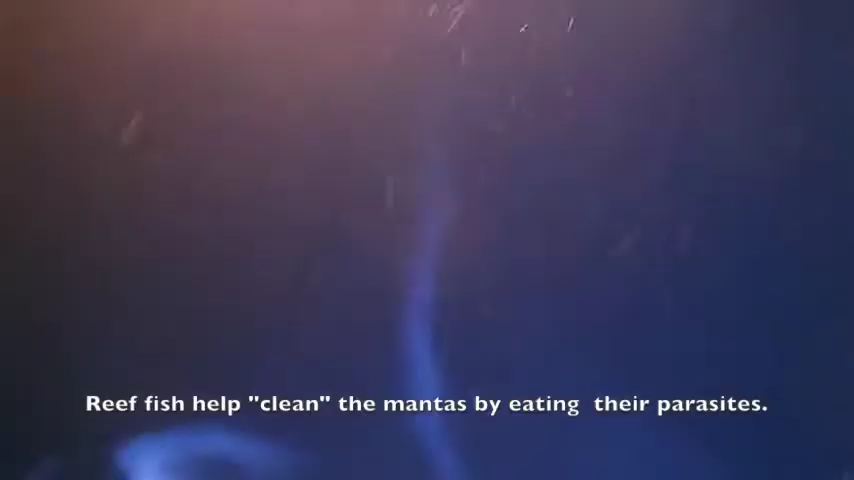 Reef fish help "clean" the mantas by eating  their parasites.